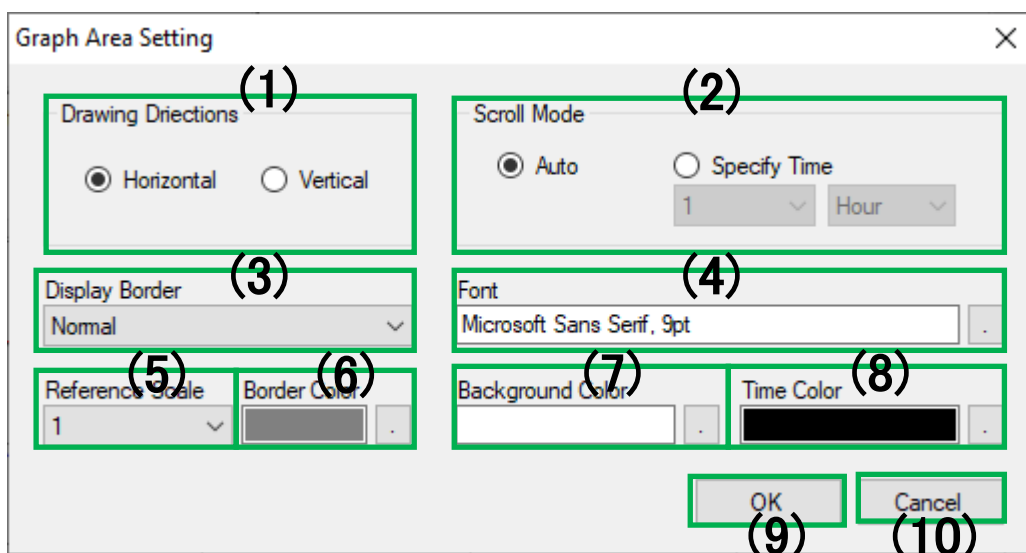 Graph Area Setting
(1)
(2)
Drawing Driections
Scroll Mode
Horizontal
Vertical
Auto
Specify Time
1
Hour
(3)
(4)
Display Border
Font
Normal
Microsoft Sans Serif, 9pt
.
(5)
(6)
(7)
(8)
Reference Scale
Border Color
Background Color
Time Color
1
.
.
.
OK
Cancel
(9)
(10)